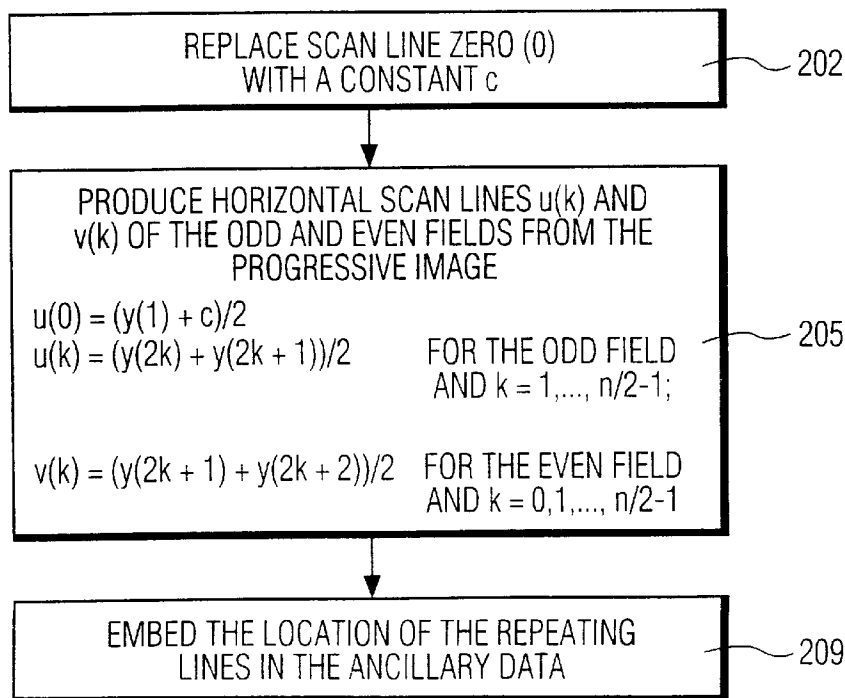 REPLACE SCAN LINE ZERO (0)
WITH A CONSTANT c
202
PRODUCE HORIZONTAL SCAN LINES u(k) AND
v(k) OF THE ODD AND EVEN FIELDS FROM THE
PROGRESSIVE IMAGE
u(0) = (y(1) + c)/2
u(k) = (y(2k) + y(2k + 1))/2 FOR THE ODD FIELD
AND k = 1,..., n/2-1;
205
v(k) = (y(2k + 1) + y(2k + 2))/2 FOR THE EVEN FIELD
AND k = 0,1,..., n/2-1
EMBED THE LOCATION OF THE REPEATING
LINES IN THE ANCILLARY DATA
209